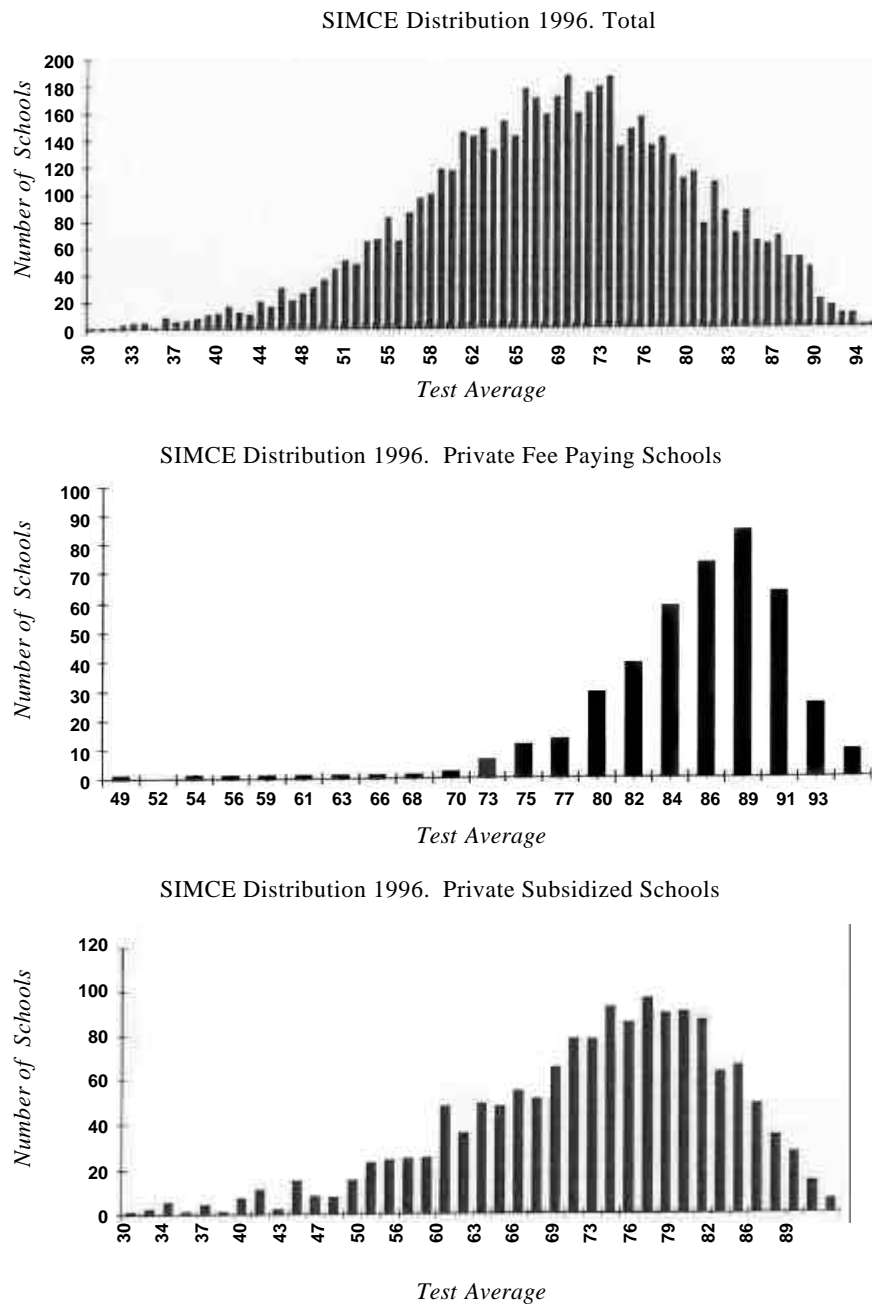 SIMCE Distribution 1996. Total
Number of Schools
200
180
160
140
120
100
80
60
40
20
0
30 33 37 40 44 48 51 55 58 62 65 69 73 76 80 83 87 90 94
Test Average
SIMCE Distribution 1996. Private Fee Paying Schools
Number of Schools
100
90
80
70
60
50
40
30
20
10
0
49 52 54 56 59 61 63 66 68 70 73 75 77 80 82 84 86 89 91 93
Test Average
SIMCE Distribution 1996. Private Subsidized Schools
Number of Schools
120
100
80
60
40
20
0
30 34 37 40 43 47 50 56 60 63 66 69 73 76 79 82 86 89
Test Average